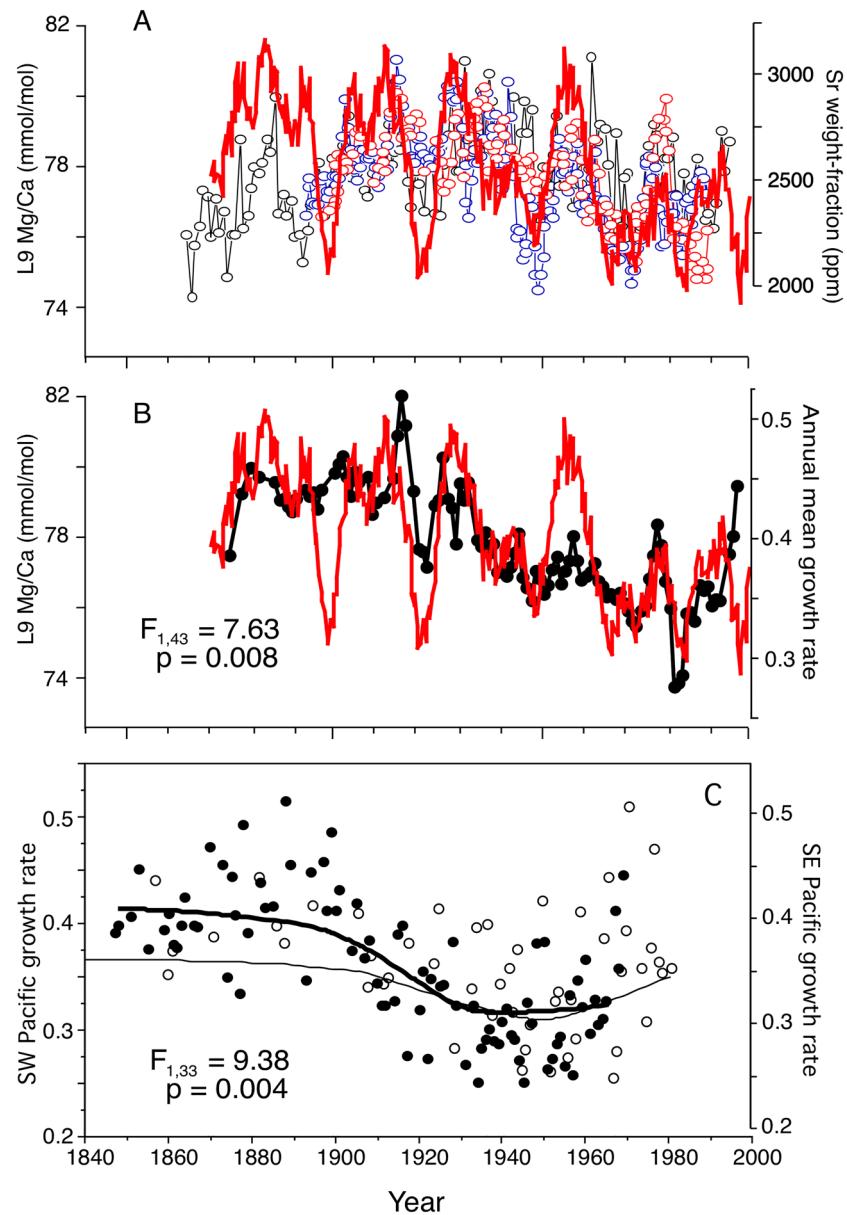 A
82
78
74
L9 Mg/Ca (mmol/mol)
3000
2500
2000
Sr weight-fraction (ppm)
B
82
78
74
L9 Mg/Ca (mmol/mol)
0.5
0.4
0.3
Annual mean growth rate
F1,43 = 7.63
p = 0.008
C
0.5
0.4
0.3
0.2
SW Pacific growth rate
0.5
0.4
0.3
0.2
SE Pacific growth rate
F1,33 = 9.38
p = 0.004
1840 1860 1880 1900 1920 1940 1960 1980 2000
Year